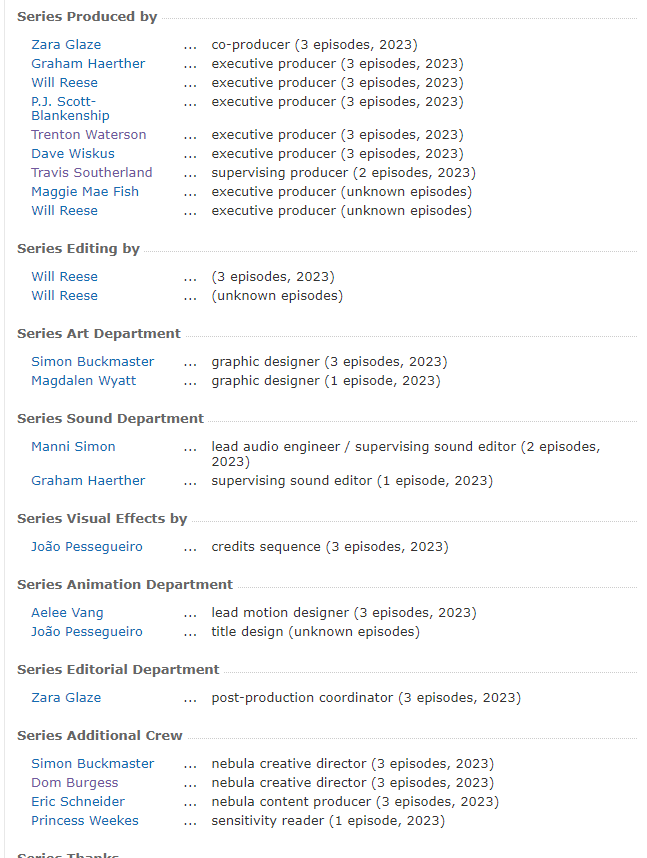 Series Produced by
Zara Glaze ... co-producer (3 episodes, 2023)
Graham Haerther ... executive producer (3 episodes, 2023)
Will Reese ... executive producer (3 episodes, 2023)
P.J. Scott- ... executive producer (3 episodes, 2023)
Blankenship
Trenton Waterson ... executive producer (3 episodes, 2023)
Dave Wiskus ... executive producer (3 episodes, 2023)
Travis Southerland ... supervising producer (2 episodes, 2023)
Maggie Mae Fish ... executive producer (unknown episodes)
Will Reese ... executive producer (unknown episodes)
Series Editing by
Will Reese ... (3 episodes, 2023)
Will Reese ... (unknown episodes)
Series Art Department
Simon Buckmaster ... graphic designer (3 episodes, 2023)
Magdalen Wyatt ... graphic designer (1 episode, 2023)
Series Sound Department
Manni Simon ... lead audio engineer / supervising sound editor (2 episodes,
2023)
Graham Haerther ... supervising sound editor (1 episode, 2023)
Series Visual Effects by
João Pessegueiro ... credits sequence (3 episodes, 2023)
Series Animation Department
Aelee Vang ... lead motion designer (3 episodes, 2023)
João Pessegueiro ... title design (unknown episodes)
Series Editorial Department
Zara Glaze ... post-production coordinator (3 episodes, 2023)
Series Additional Crew
Simon Buckmaster ... nebula creative director (3 episodes, 2023)
Dom Burgess ... nebula creative director (3 episodes, 2023)
Eric Schneider ... nebula content producer (3 episodes, 2023)
Princess Weekes ... sensitivity reader (1 episode, 2023)
Series Thanks